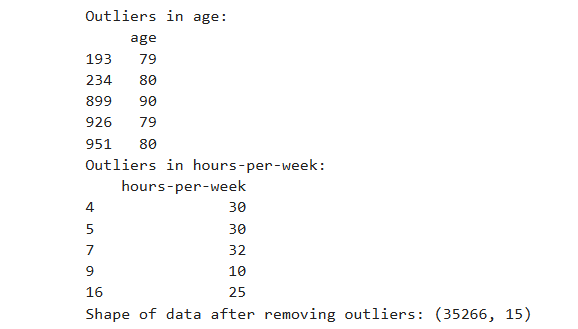 Outliers in age:
age
193 79
234 80
899 90
926 79
951 80
Outliers in hours-per-week:
hours-per-week
4 30
5 30
7 32
9 10
16 25
Shape of data after removing outliers: (35266, 15)